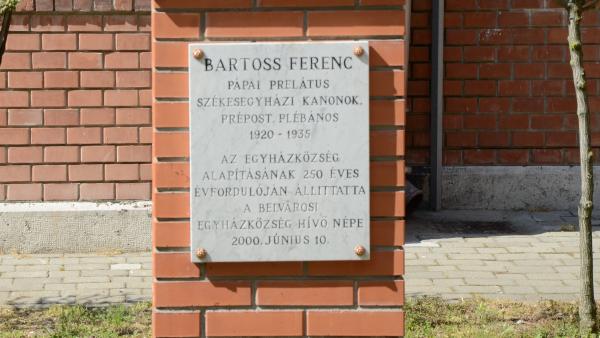 BARTOSS FERENC
PÁPAI PRELÁTUS
SZÉKESEGYHÁZI KANONOK,
PRÉPOST, PLÉBÁNOS
1920 - 1935
AZ EGYHÁZKÖZSÉG
ALAPÍTÁSÁNAK 250 ÉVES
ÉVFORDULÓJÁN ÁLLÍTTATTA
A BELVÁROSI
EGYHÁZKÖZSÉG HÍVŐ NÉPE
2000. JÚNIUS 10.